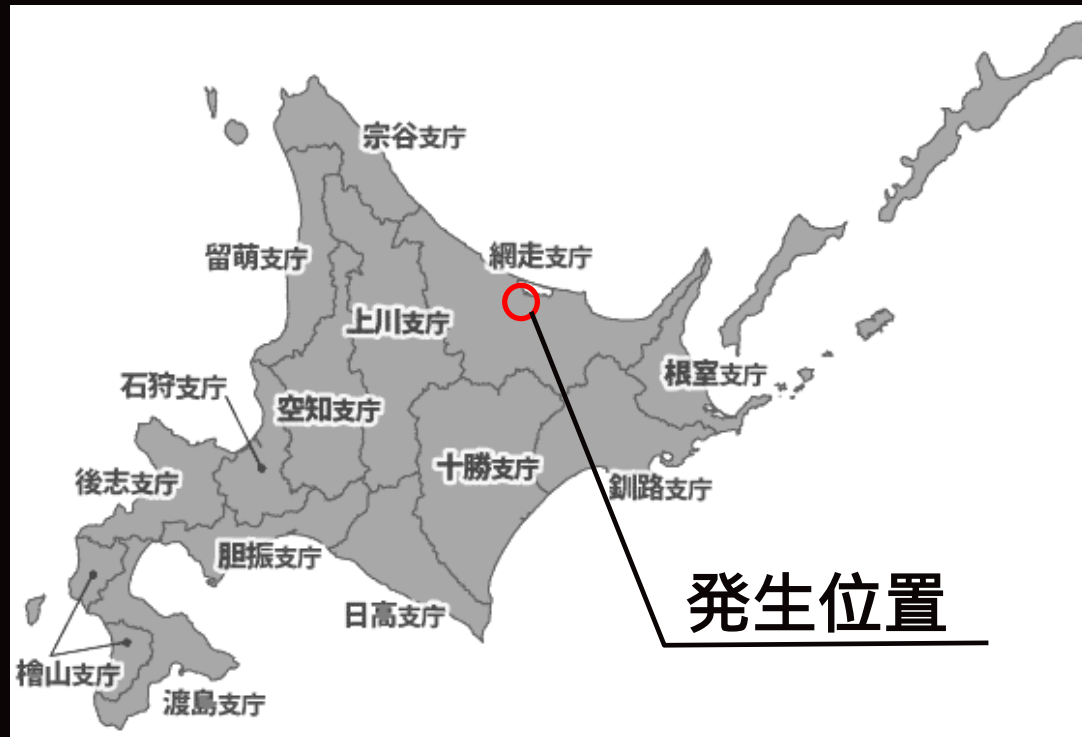 宗谷支庁
留萌支庁
網走支庁
上川支庁
石狩支庁
空知支庁
根室支庁
後志支庁
十勝支庁
釧路支庁
胆振支庁
日高支庁
発生位置
檜山支庁
渡島支庁